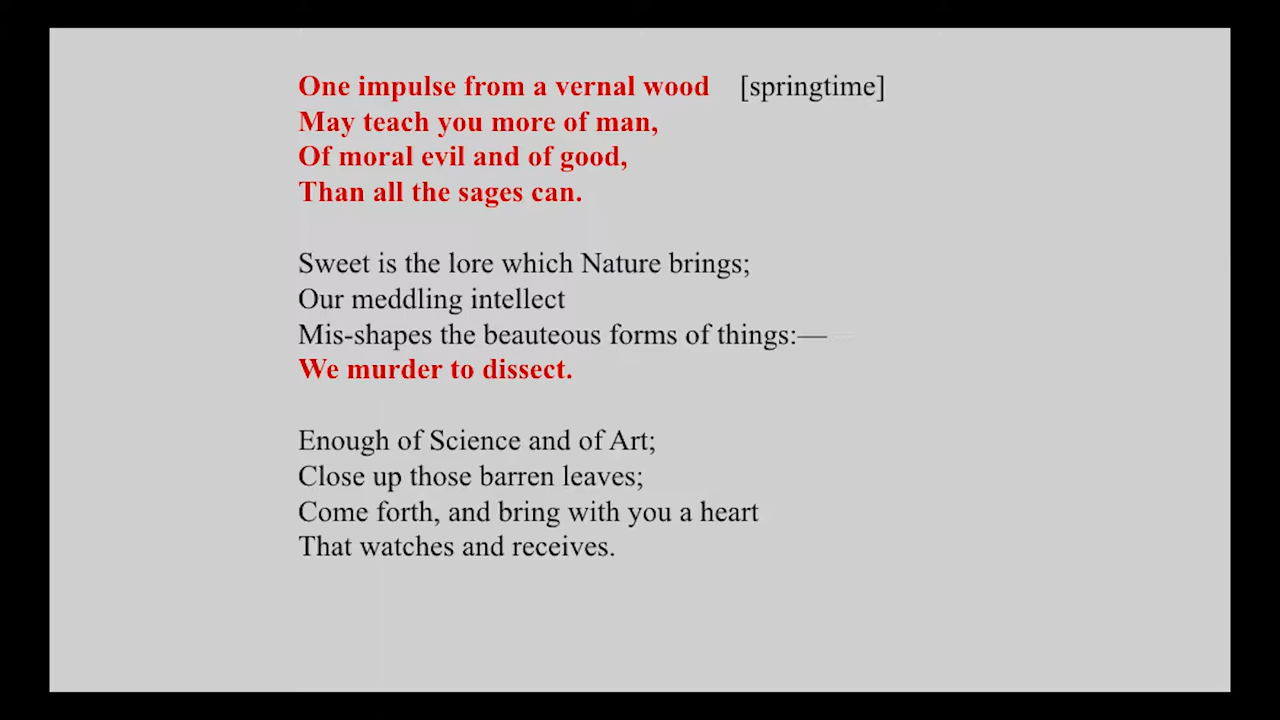 One impulse from a vernal wood [springtime]
May teach you more of man,
Of moral evil and of good,
Than all the sages can.
Sweet is the lore which Nature brings;
Our meddling intellect
Mis-shapes the beauteous forms of things:—
We murder to dissect.
Enough of Science and of Art;
Close up those barren leaves;
Come forth, and bring with you a heart
That watches and receives.